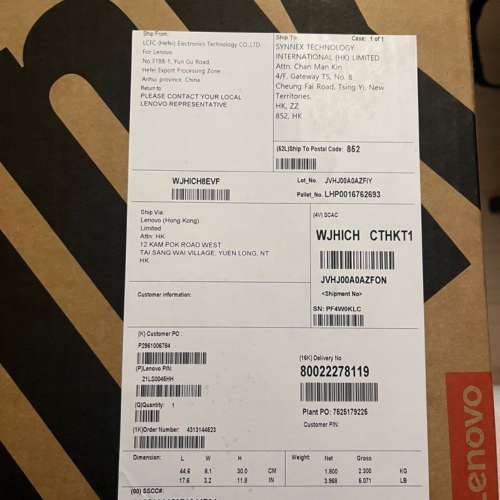 Ship From:
LCFC (Hefei) Electronics Technology CO.,LTD.
For Lenovo
No.3188-1, Yun Gu Road,
Hefei Export Processing Zone
Anhui province, China
Return to
PLEASE CONTACT YOUR LOCAL
LENOVO REPRESENTATIVE
Ship To: Case: 1 of 1
SYNNEX TECHNOLOGY
INTERNATIONAL (HK) LIMITED
Attn. Chan Man Kin
4/F, Gateway TS, No. 8
Cheung Fai Road, Tsing Yi, New
Territories,
HK, ZZ
852, HK
(52L)Ship To Postal Code: 852
WJHICH8EVF
Lot_No. JVHJ00A0AZFIY
Pallet_No. LHP0016762693
Ship Via:
Lenovo (Hong Kong)
Limited
Attn: HK
12 KAM POK ROAD WEST
TAI SANG WAI VILLAGE, YUEN LONG, NT
HK
Customer information:
(4V) SCAC
WJHICH CTHKT1
JVHJ00A0AZFON
<Shipment No>
SN: PF4W0KLC
(K) Customer PO :
P2961006764
(P)Lenovo P/N:
21LS0046HH
(Q)Quantity: 1
(1K)Order Number: 4313144623
(16K) Delivery No
80022278119
Plant PO: 7525179225
Customer P/N:
Dimension: L W H
44.6 8.1 30.0 CM
17.6 3.2 11.8 IN
Weight: Net Gross
1.800 2.300 KG
3.968 5.071 LB
(00) SSCC#:
Lenovo